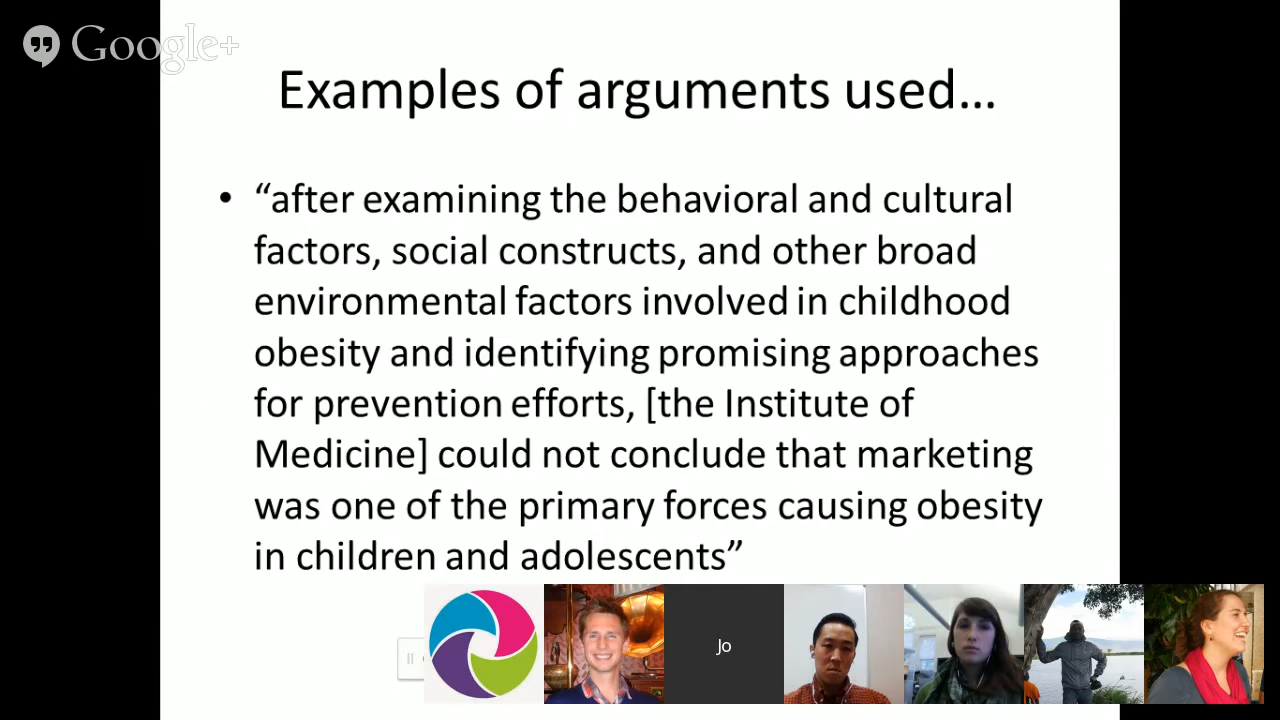 Google+
Examples of arguments used...
• “after examining the behavioral and cultural
factors, social constructs, and other broad
environmental factors involved in childhood
obesity and identifying promising approaches
for prevention efforts, [the Institute of
Medicine] could not conclude that marketing
was one of the primary forces causing obesity
in children and adolescents”
Jo